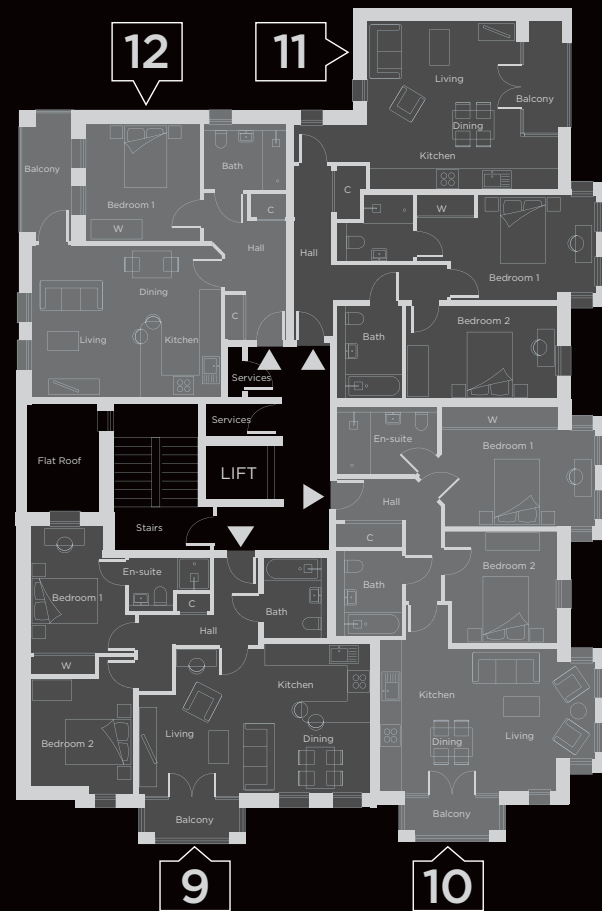 12
11
Living
Balcony
Dining
Kitchen
Balcony
Bedroom 1
W
Bath
C
Hall
Dining
C
Living
Kitchen
C
W
Hall
Bedroom 1
Bath
Bedroom 2
Services
Services
LIFT
Flat Roof
Stairs
W
En-suite
Bedroom 1
Hall
C
Bath
Bedroom 2
Kitchen
Dining
Living
Balcony
En-suite
Bedroom 1
C
Bath
Hall
W
Kitchen
Bedroom 2
Living
Dining
Balcony
9
10